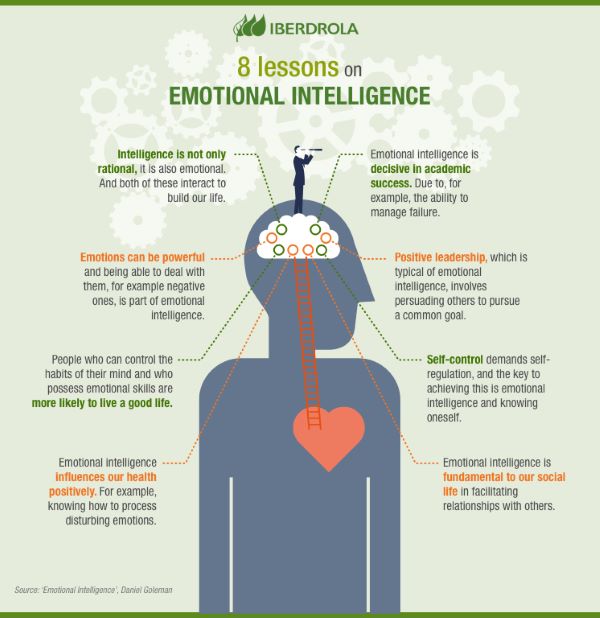 IBERDROLA
8 lessons on
EMOTIONAL INTELLIGENCE
Intelligence is not only
rational, it is also emotional.
And both of these interact to
build our life.
Emotional intelligence is
decisive in academic
success. Due to, for
example, the ability to
manage failure.
Emotions can be powerful
and being able to deal with
them, for example negative
ones, is part of emotional
intelligence.
Positive leadership, which is
typical of emotional
intelligence, involves
persuading others to pursue
a common goal.
People who can control the
habits of their mind and who
possess emotional skills are
more likely to live a good life.
Self-control demands self-
regulation, and the key to
achieving this is emotional
intelligence and knowing
oneself.
Emotional intelligence
influences our health
positively. For example,
knowing how to process
disturbing emotions.
Emotional intelligence is
fundamental to our social
life in facilitating
relationships with others.
Source: 'Emotional Intelligence', Daniel Goleman